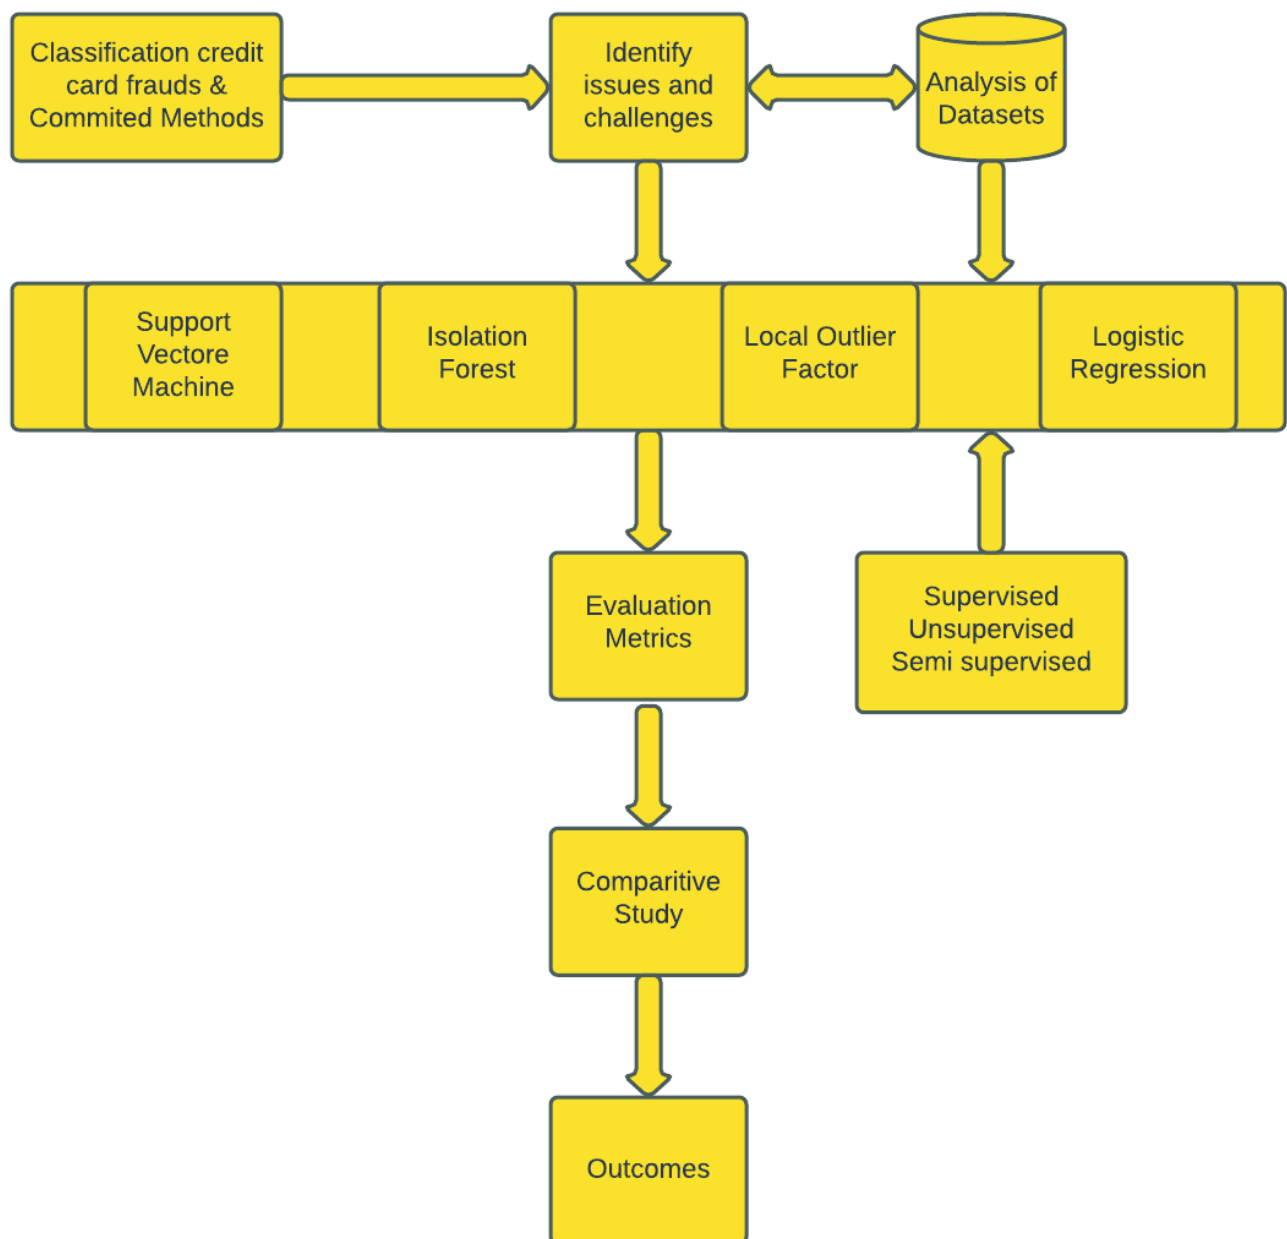 Classification credit
card frauds &
Commited Methods
Identify
issues and
challenges
Analysis of
Datasets
Support
Vectore
Machine
Isolation
Forest
Local Outlier
Factor
Logistic
Regression
Evaluation
Metrics
Supervised
Unsupervised
Semi supervised
Comparitive
Study
Outcomes